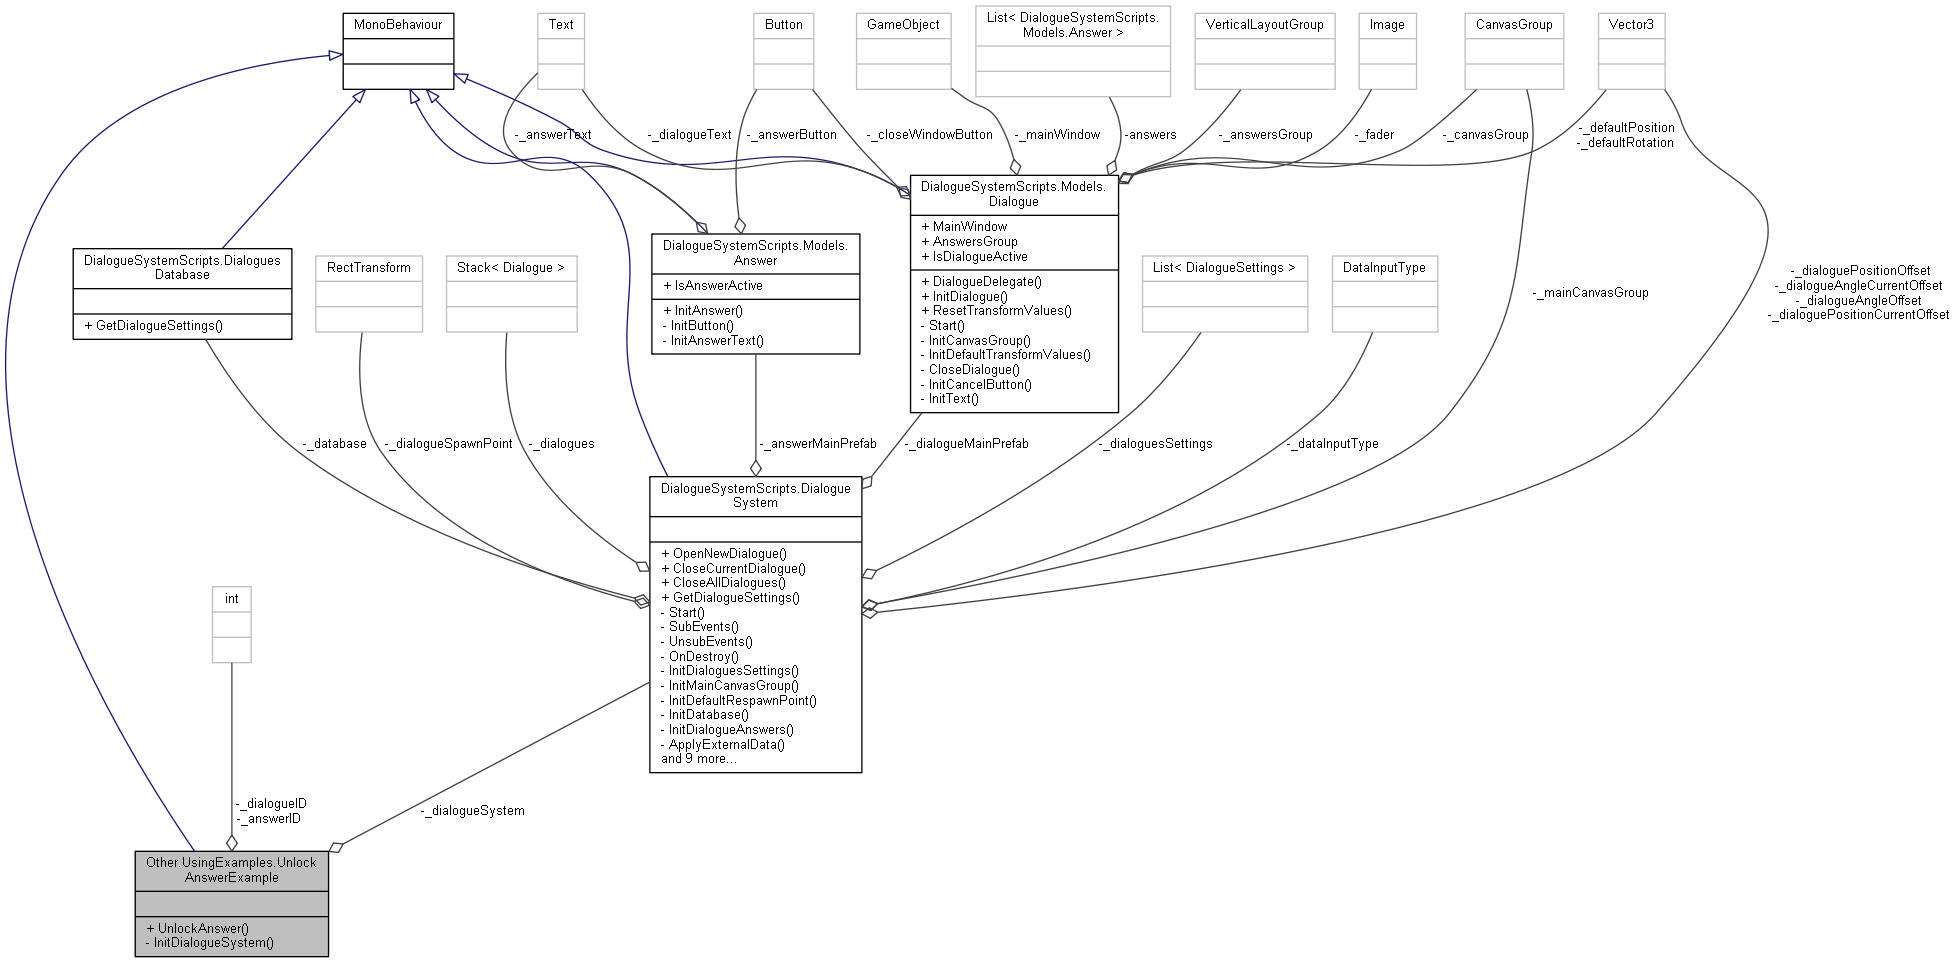 MonoBehaviour
Text
Button
GameObject
List< DialogueSystemScripts.
Models.Answer >
VerticalLayoutGroup
Image
CanvasGroup
Vector3
-_answerText
-_dialogueText
-_answerButton
-_closeWindowButton
-_mainWindow
-answers
-_answersGroup
-_fader
-_canvasGroup
-_defaultPosition
-_defaultRotation
DialogueSystemScripts.Models.
Dialogue
+ MainWindow
+ AnswersGroup
+ IsDialogueActive
+ DialogueDelegate()
+ InitDialogue()
+ ResetTransformValues()
- Start()
- InitCanvasGroup()
- InitDefaultTransformValues()
- CloseDialogue()
- InitCancelButton()
- InitText()
DialogueSystemScripts.Dialogues
Database
+ GetDialogueSettings()
RectTransform
Stack< Dialogue >
DialogueSystemScripts.Models.
Answer
+ IsAnswerActive
+ InitAnswer()
- InitButton()
- InitAnswerText()
List< DialogueSettings >
DataInputType
-_mainCanvasGroup
-_dialoguePositionOffset
-_dialogueAngleCurrentOffset
-_dialogueAngleOffset
-_dialoguePositionCurrentOffset
-_database
-_dialogueSpawnPoint
-_dialogues
-_answerMainPrefab
-_dialogueMainPrefab
-_dialoguesSettings
-_dataInputType
DialogueSystemScripts.Dialogue
System
+ OpenNewDialogue()
+ CloseCurrentDialogue()
+ CloseAllDialogues()
+ GetDialogueSettings()
- Start()
- SubEvents()
- UnsubEvents()
- OnDestroy()
- InitDialoguesSettings()
- InitMainCanvasGroup()
- InitDefaultRespawnPoint()
- InitDatabase()
- InitDialogueAnswers()
- ApplyExternalData()
and 9 more...
int
-_dialogueID
-_answerID
-_dialogueSystem
Other.UsingExamples.Unlock
AnswerExample
+ UnlockAnswer()
- InitDialogueSystem()